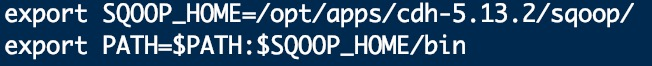 export SQOOP_HOME=/opt/apps/cdh-5.13.2/sqoop/
export PATH=$PATH:$SQOOP_HOME/bin